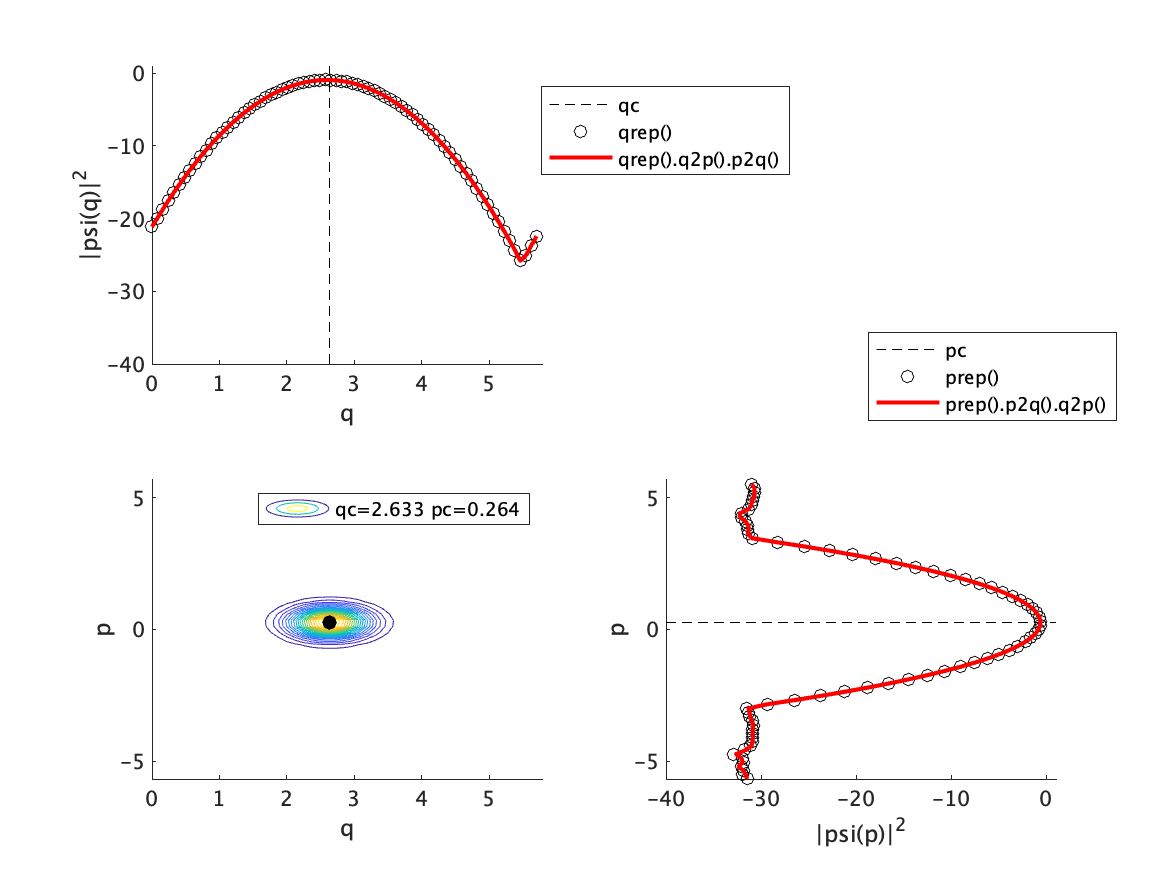 0
-10
-20
-30
-40
|psi(q)|²
0 1 2 3 4 5
q
qc
qrep()
qrep().q2p().p2q()
pc
prep()
prep().p2q().q2p()
5
0
-5
p
qc=2.633 pc=0.264
0 1 2 3 4 5
q
5
0
-5
p
-40 -30 -20 -10 0
|psi(p)|²